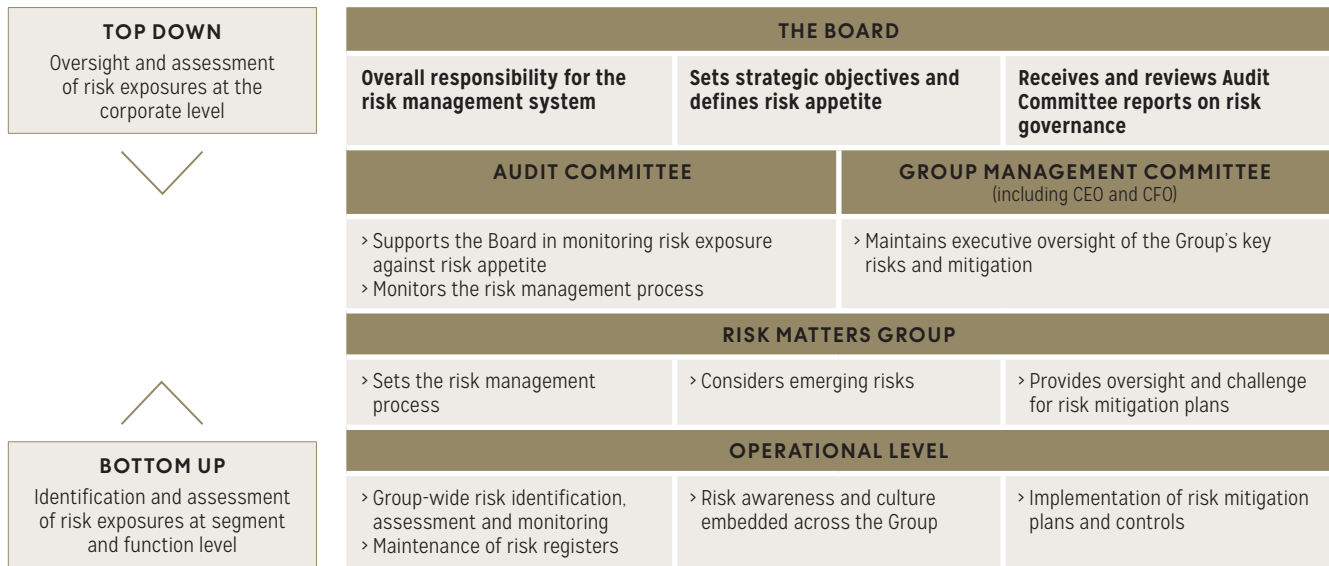 TOP DOWN
Oversight and assessment
of risk exposures at the
corporate level
THE BOARD
Overall responsibility for the
risk management system
Sets strategic objectives and
defines risk appetite
Receives and reviews Audit
Committee reports on risk
governance
AUDIT COMMITTEE
› Supports the Board in monitoring risk exposure
against risk appetite
› Monitors the risk management process
GROUP MANAGEMENT COMMITTEE
(including CEO and CFO)
› Maintains executive oversight of the Group’s key
risks and mitigation
RISK MATTERS GROUP
› Sets the risk management
process
› Considers emerging risks
› Provides oversight and challenge
for risk mitigation plans
BOTTOM UP
Identification and assessment
of risk exposures at segment
and function level
OPERATIONAL LEVEL
› Group-wide risk identification,
assessment and monitoring
› Maintenance of risk registers
› Risk awareness and culture
embedded across the Group
› Implementation of risk mitigation
plans and controls